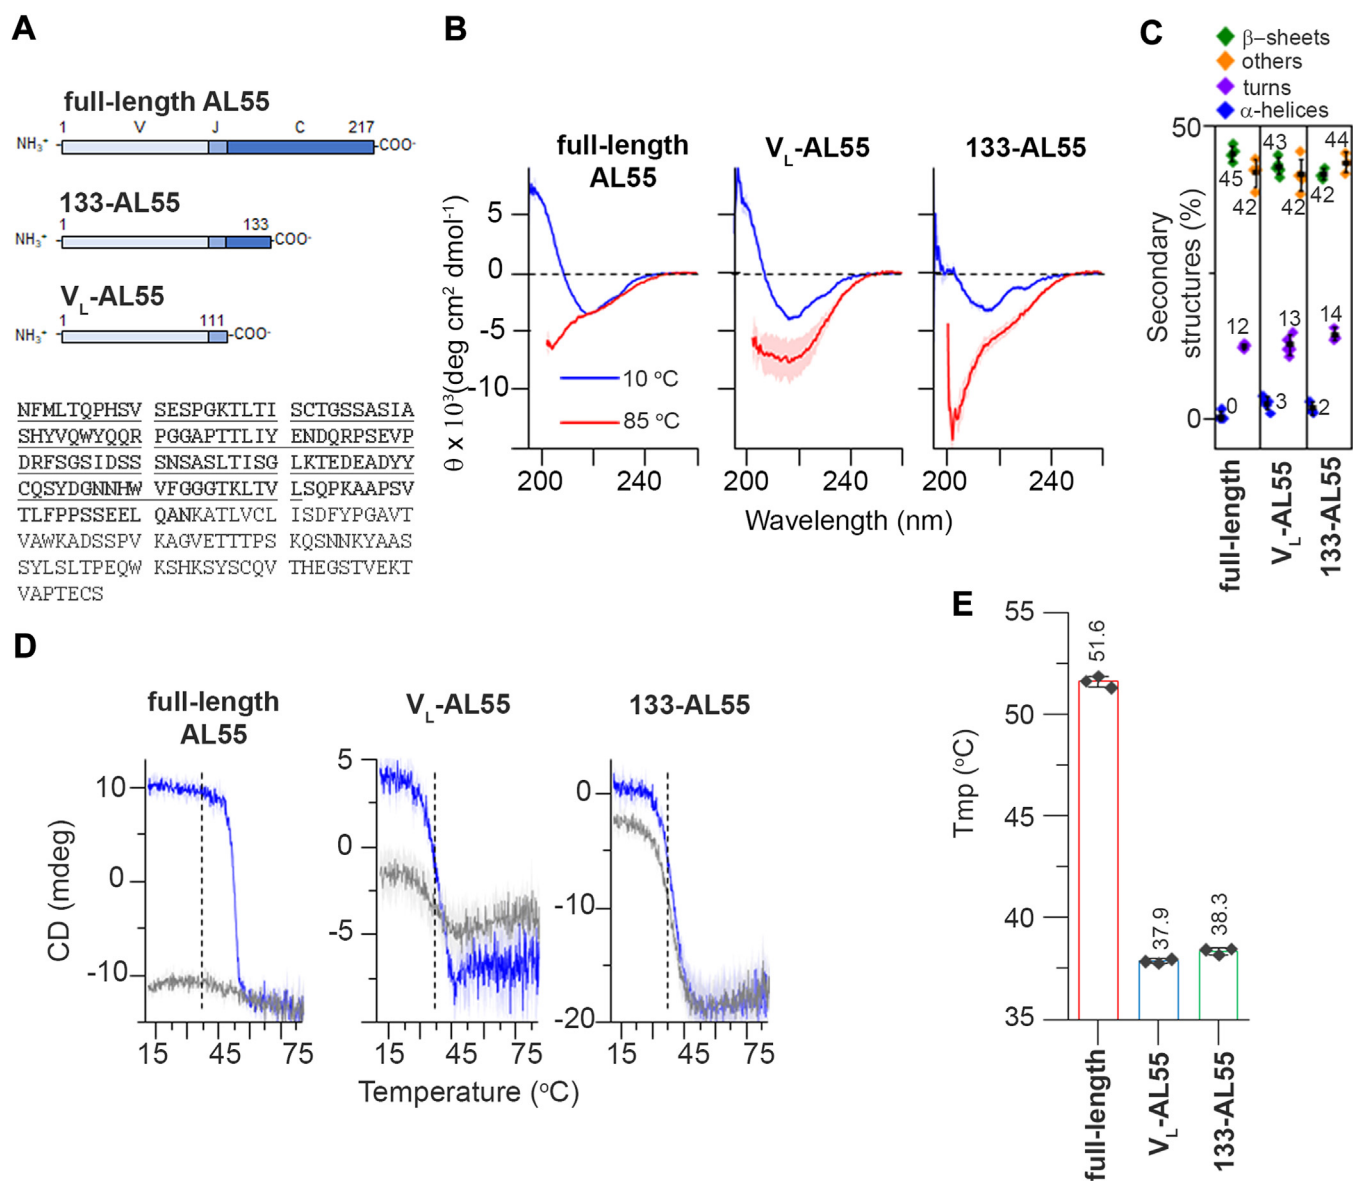 A
full-length AL55
1 V J C 217
NH₃⁺ COO⁻
133-AL55
1 133
NH₃⁺ COO⁻
V_L-AL55
1 111
NH₃⁺ COO⁻
NFMLTQPHSV SESPGKTLTI SCTGSSASIA
SHYVQWYQQR PGGAPTTLIY ENDQRPSEVP
DRFSGSIDSS SNSASLTISG LKTEDEADYY
CQSYDGNNHW VFGGGTKLTV LSQPKAAPSV
TLFPPSSEEL QANKATLVCL ISDFYPGAVT
VAWKADSSPV KAGVETTTPS KQSNNKYAAS
SYLSLTPEQW KSHKSYSCQV THEGSTVEKT
VAPTECS
B
full-length
AL55
V_L-AL55
133-AL55
θ x 10³(deg cm² dmol⁻¹)
5
0
-5
-10
10 °C
85 °C
200 240 200 240 200 240
Wavelength (nm)
C
β–sheets
others
turns
α-helices
Secondary
structures (%)
50
0
45 42 12 0
43 42 13 3
44 42 14 2
full-length
V_L-AL55
133-AL55
D
full-length
AL55
V_L-AL55
133-AL55
CD (mdeg)
10
0
-10
5
0
-5
0
-10
-20
15 45 75 15 45 75 15 45 75
Temperature (°C)
E
Tmp (°C)
55
50
45
40
35
51.6
37.9
38.3
full-length
V_L-AL55
133-AL55